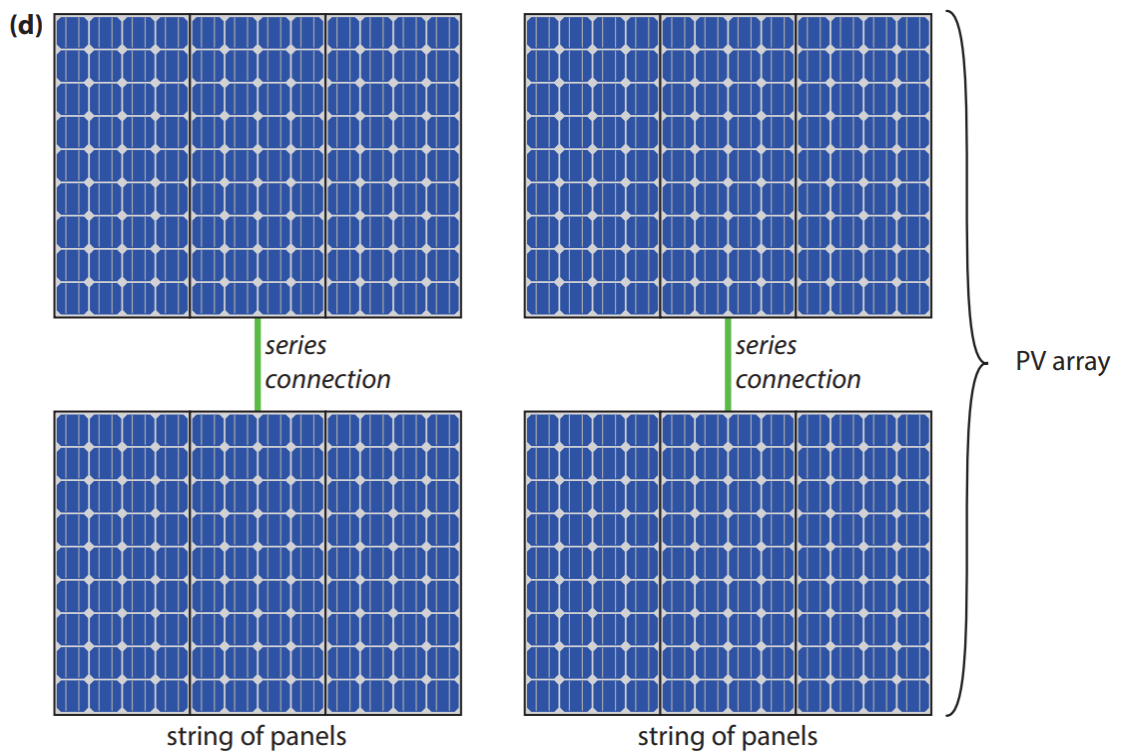 (d)
series
connection
series
connection
PV array
string of panels
string of panels